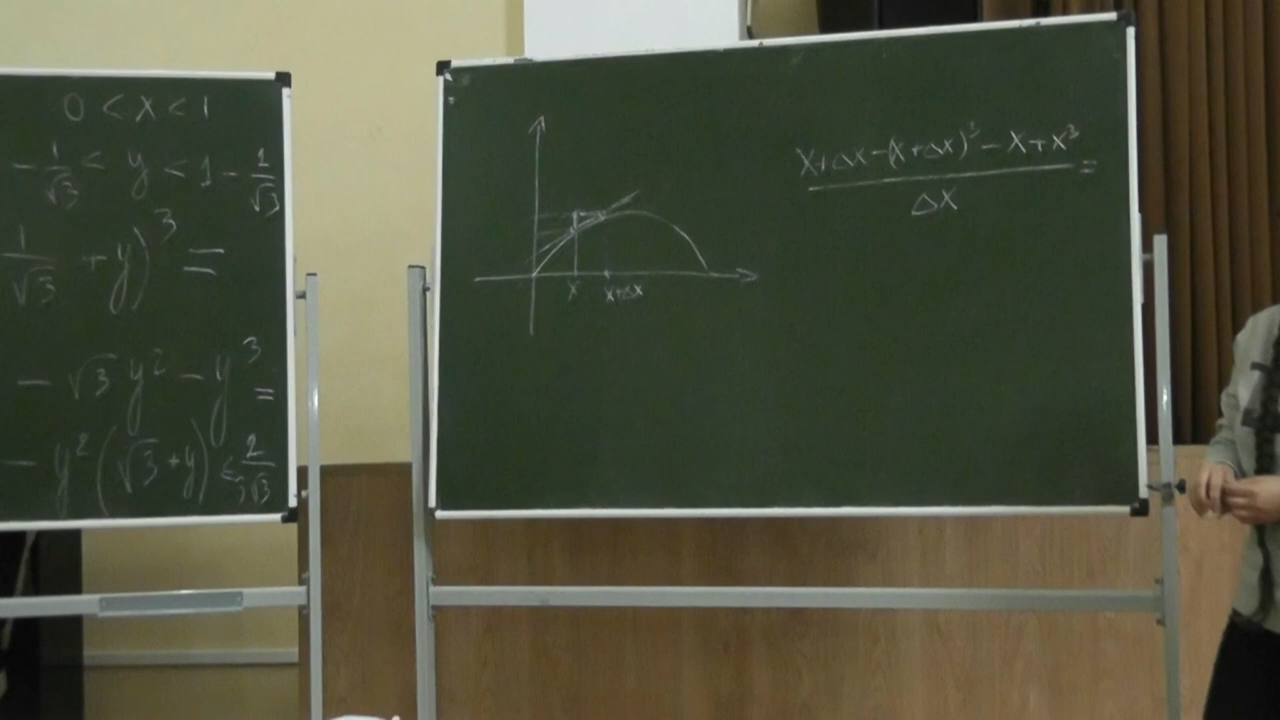 0 < x < 1
- 1/√3 < y < 1 - 1/√3
1/√3 + y)³ =
- √3 y² - y³ =
- y² (√3 + y) ≤ 2/3√3
x x+Δx
x+Δx-(x+Δx)³-x+x³ / Δx =